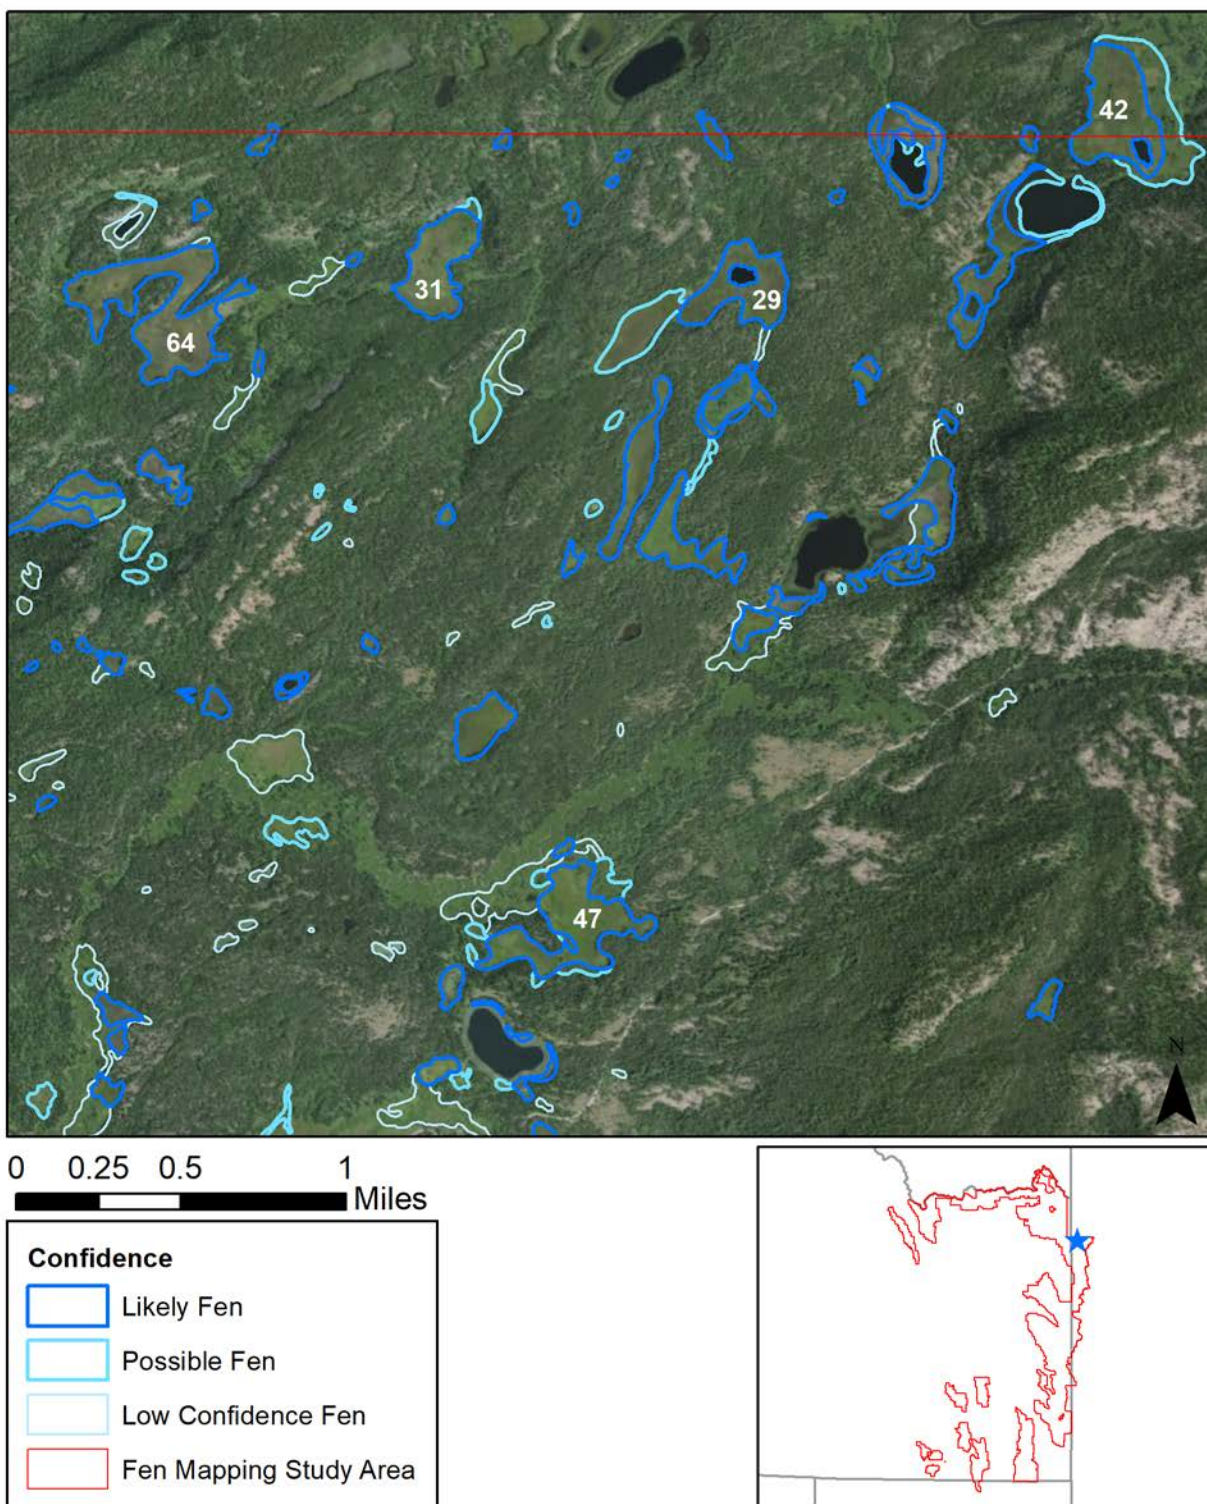 42
31
29
64
47
N
0 0.25 0.5 1
Miles
Confidence
Likely Fen
Possible Fen
Low Confidence Fen
Fen Mapping Study Area